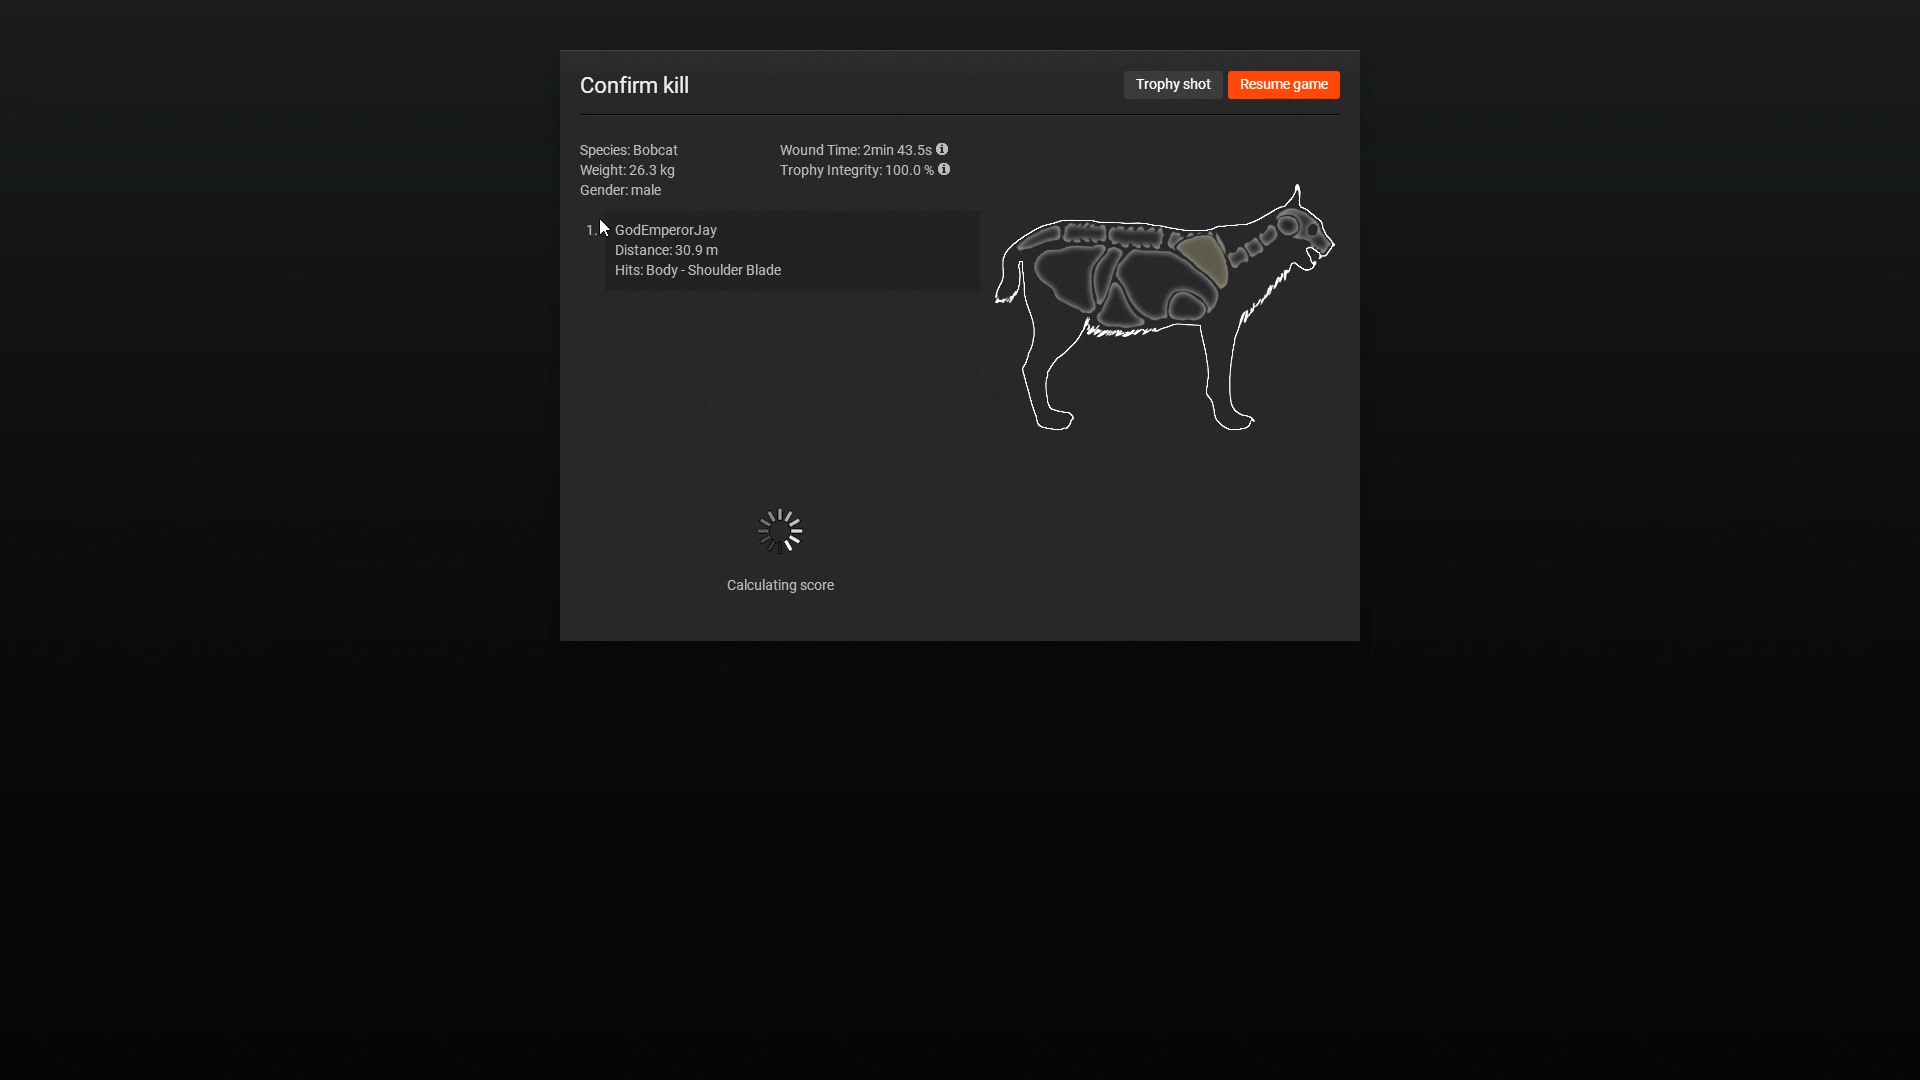 Confirm kill
Trophy shot
Resume game
Species: Bobcat
Weight: 26.3 kg
Gender: male
Wound Time: 2min 43.5s
Trophy Integrity: 100.0 %
1.
GodEmperorJay
Distance: 30.9 m
Hits: Body - Shoulder Blade
Calculating score